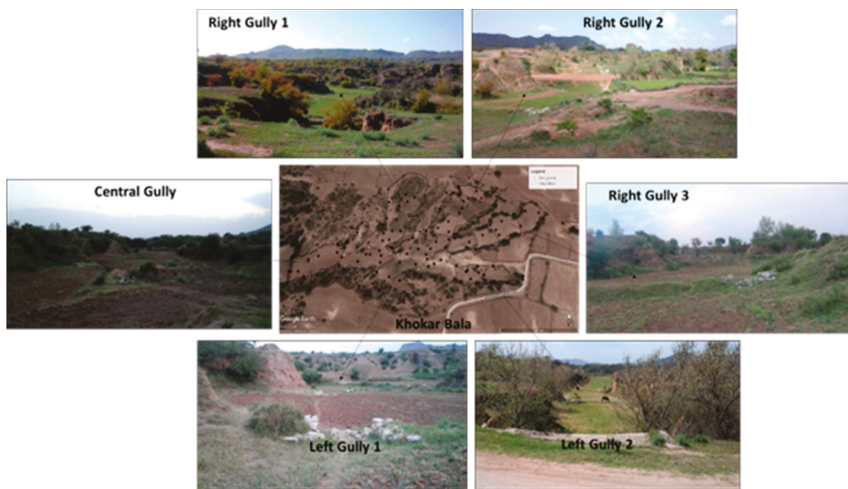 Right Gully 1
Right Gully 2
Central Gully
Right Gully 3
Google Earth
Khokar Bala
Left Gully 1
Left Gully 2